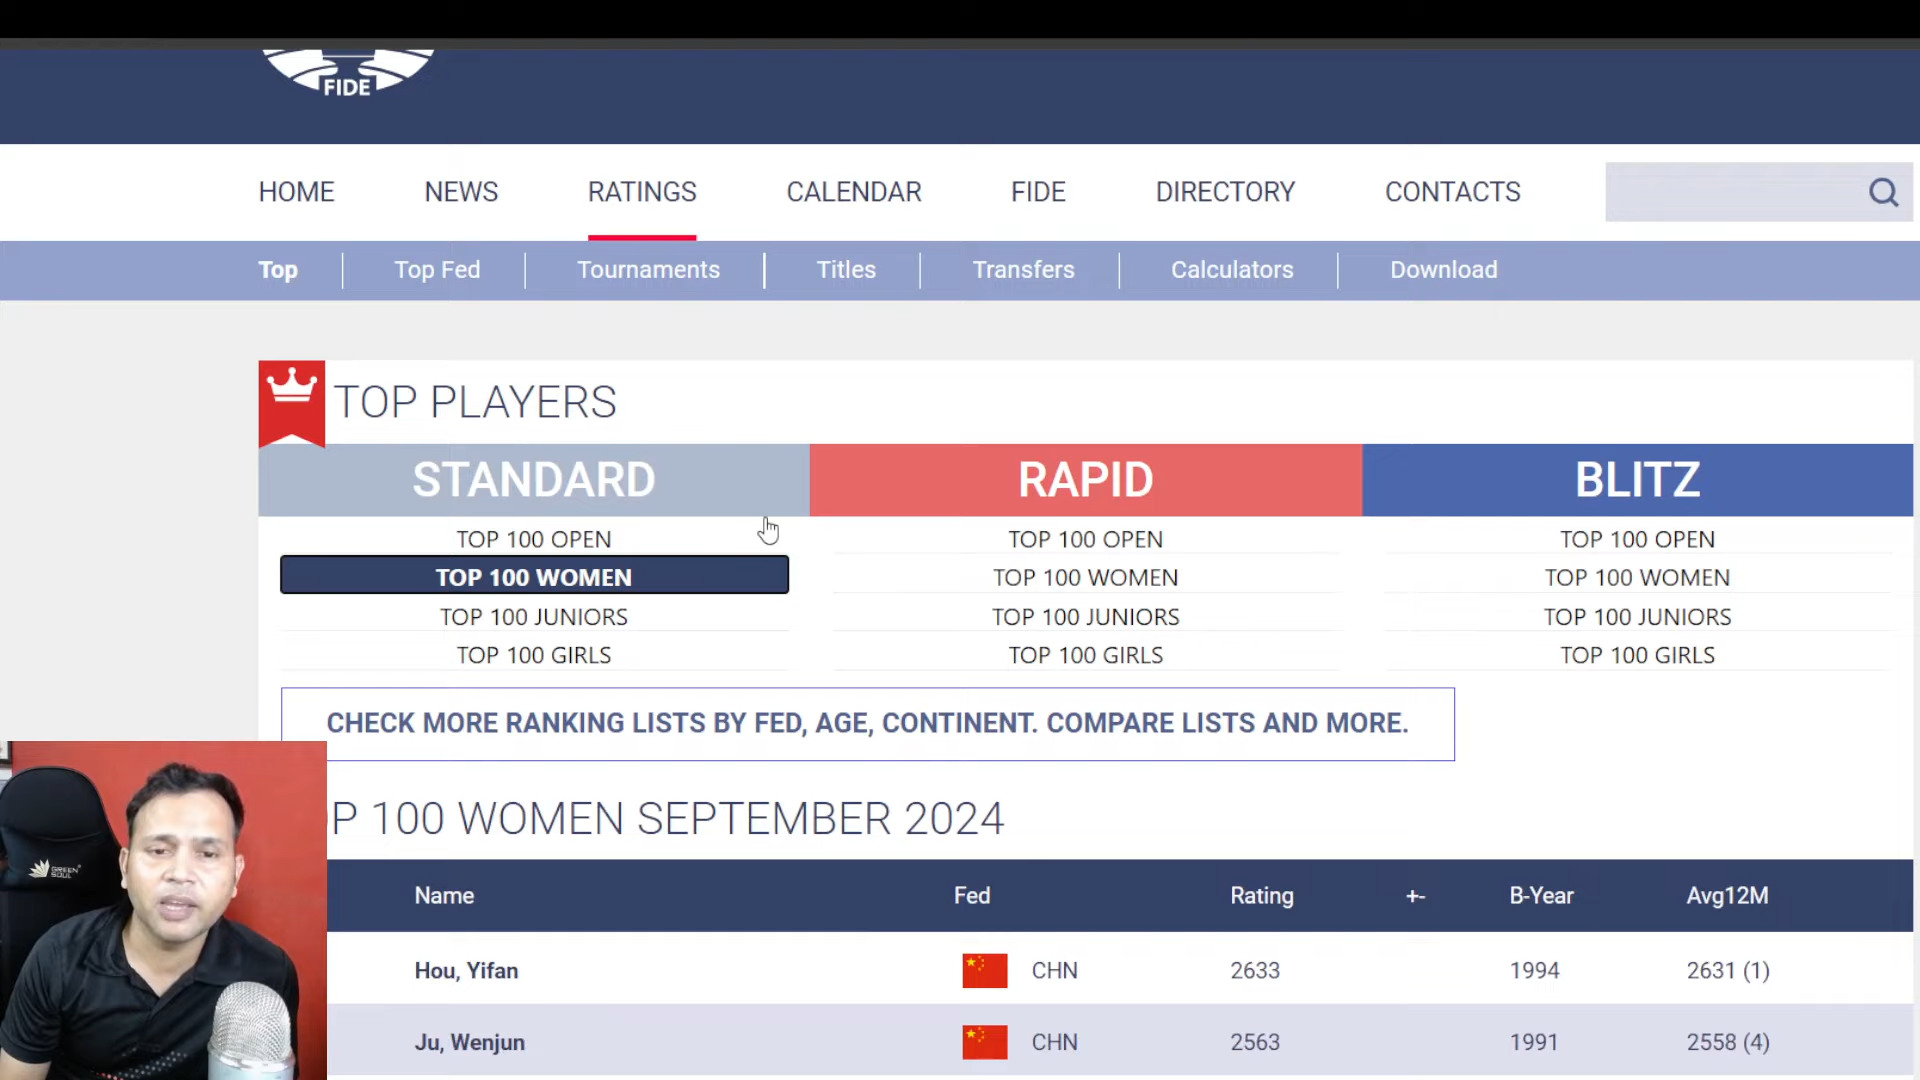 FIDE
HOME NEWS RATINGS CALENDAR FIDE DIRECTORY CONTACTS
Top Top Fed Tournaments Titles Transfers Calculators Download
TOP PLAYERS
STANDARD RAPID BLITZ
TOP 100 OPEN TOP 100 OPEN TOP 100 OPEN
TOP 100 WOMEN TOP 100 WOMEN TOP 100 WOMEN
TOP 100 JUNIORS TOP 100 JUNIORS TOP 100 JUNIORS
TOP 100 GIRLS TOP 100 GIRLS TOP 100 GIRLS
CHECK MORE RANKING LISTS BY FED, AGE, CONTINENT. COMPARE LISTS AND MORE.
P 100 WOMEN SEPTEMBER 2024
Name Fed Rating +- B-Year Avg12M
Hou, Yifan CHN 2633 1994 2631 (1)
Ju, Wenjun CHN 2563 1991 2558 (4)
GREEN
SOUL